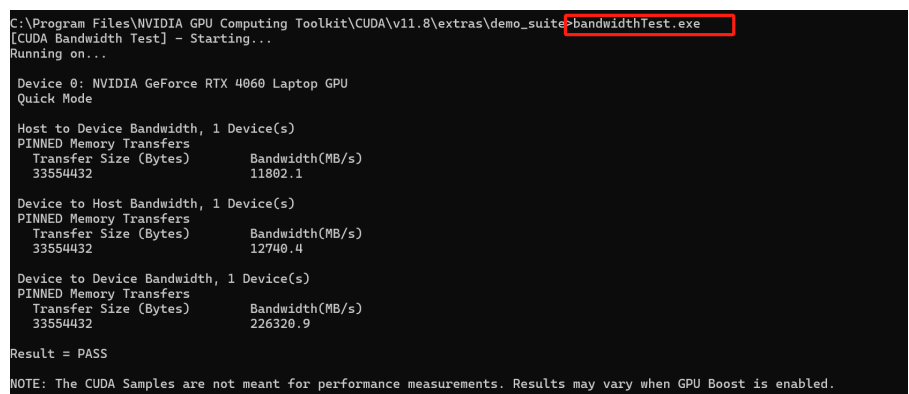 C:\Program Files\NVIDIA GPU Computing Toolkit\CUDA\v11.8\extras\demo_suite>bandwidthTest.exe
[CUDA Bandwidth Test] - Starting...
Running on...
Device 0: NVIDIA GeForce RTX 4060 Laptop GPU
Quick Mode
Host to Device Bandwidth, 1 Device(s)
PINNED Memory Transfers
Transfer Size (Bytes) Bandwidth(MB/s)
33554432 11802.1
Device to Host Bandwidth, 1 Device(s)
PINNED Memory Transfers
Transfer Size (Bytes) Bandwidth(MB/s)
33554432 12740.4
Device to Device Bandwidth, 1 Device(s)
PINNED Memory Transfers
Transfer Size (Bytes) Bandwidth(MB/s)
33554432 226320.9
Result = PASS
NOTE: The CUDA Samples are not meant for performance measurements. Results may vary when GPU Boost is enabled.